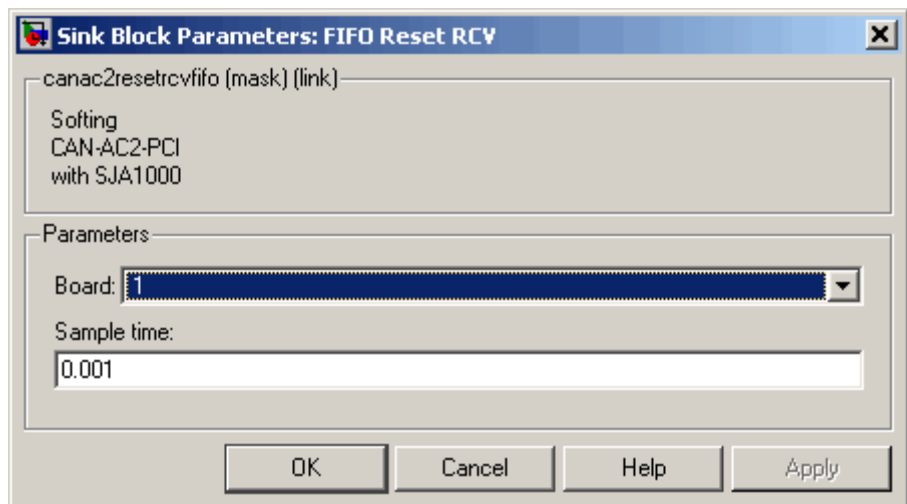 Sink Block Parameters: FIFO Reset RCV
canac2resetrcvfifo (mask) (link)
Softing
CAN-AC2-PCI
with SJA1000
Parameters
Board: 1
Sample time:
0.001
OK Cancel Help Apply